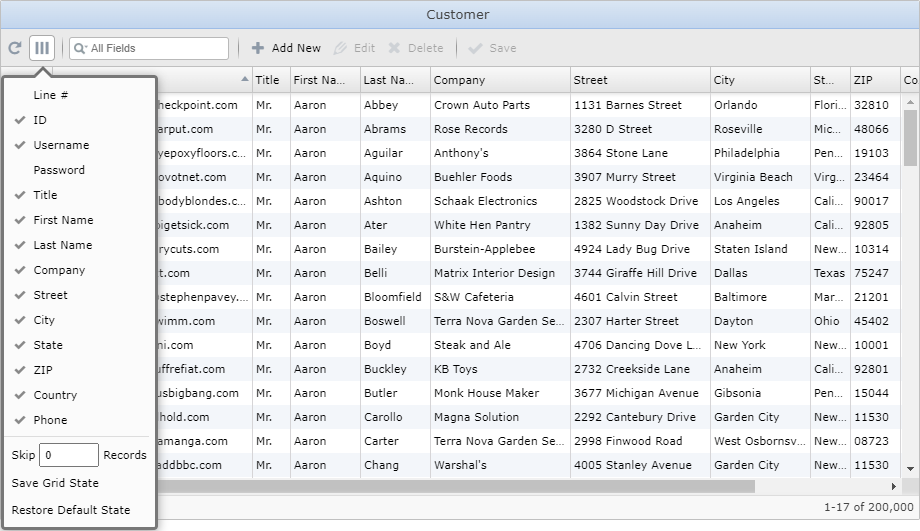 Customer
All Fields Add New Edit Delete Save
Title First Na... Last Na... Company Street City St... ZIP Co
heckpoint.com Mr. Aaron Abbey Crown Auto Parts 1131 Barnes Street Orlando Flori... 32810
arput.com Mr. Aaron Abrams Rose Records 3280 D Street Roseville Mic... 48066
yepoxyfloors.c... Mr. Aaron Aguilar Anthony's 3864 Stone Lane Philadelphia Pen... 19103
ovotnet.com Mr. Aaron Aquino Buehler Foods 3907 Murry Street Virginia Beach Virg... 23464
bodyblondes.c... Mr. Aaron Ashton Schaak Electronics 2825 Woodstock Drive Los Angeles Cali... 90017
bigetsick.com Mr. Aaron Ater White Hen Pantry 1382 Sunny Day Drive Anaheim Cali... 92805
rycuts.com Mr. Aaron Bailey Burstein-Applebee 4924 Lady Bug Drive Staten Island New... 10314
t.com Mr. Aaron Belli Matrix Interior Design 3744 Giraffe Hill Drive Dallas Texas 75247
stephenpavey.... Mr. Aaron Bloomfield S&W Cafeteria 4601 Calvin Street Baltimore Mar... 21201
wimm.com Mr. Aaron Boswell Terra Nova Garden Se... 2307 Harter Street Dayton Ohio 45402
ni.com Mr. Aaron Boyd Steak and Ale 4706 Dancing Dove L... New York New... 10001
uffrefiat.com Mr. Aaron Buckley KB Toys 2732 Creekside Lane Anaheim Cali... 92801
usbigbang.com Mr. Aaron Butler Monk House Maker 3677 Michigan Avenue Gibsonia Pen... 15044
hold.com Mr. Aaron Carollo Magna Solution 2292 Cantebury Drive Garden City New... 11530
amanga.com Mr. Aaron Carter Terra Nova Garden Se... 2998 Finwood Road West Osbornsv... New... 08723
addbbc.com Mr. Aaron Chang Warshal's 4005 Stanley Avenue Garden City New... 11530
Line #
ID
Username
Password
Title
First Name
Last Name
Company
Street
City
State
ZIP
Country
Phone
Skip 0 Records
Save Grid State
Restore Default State
1-17 of 200,000